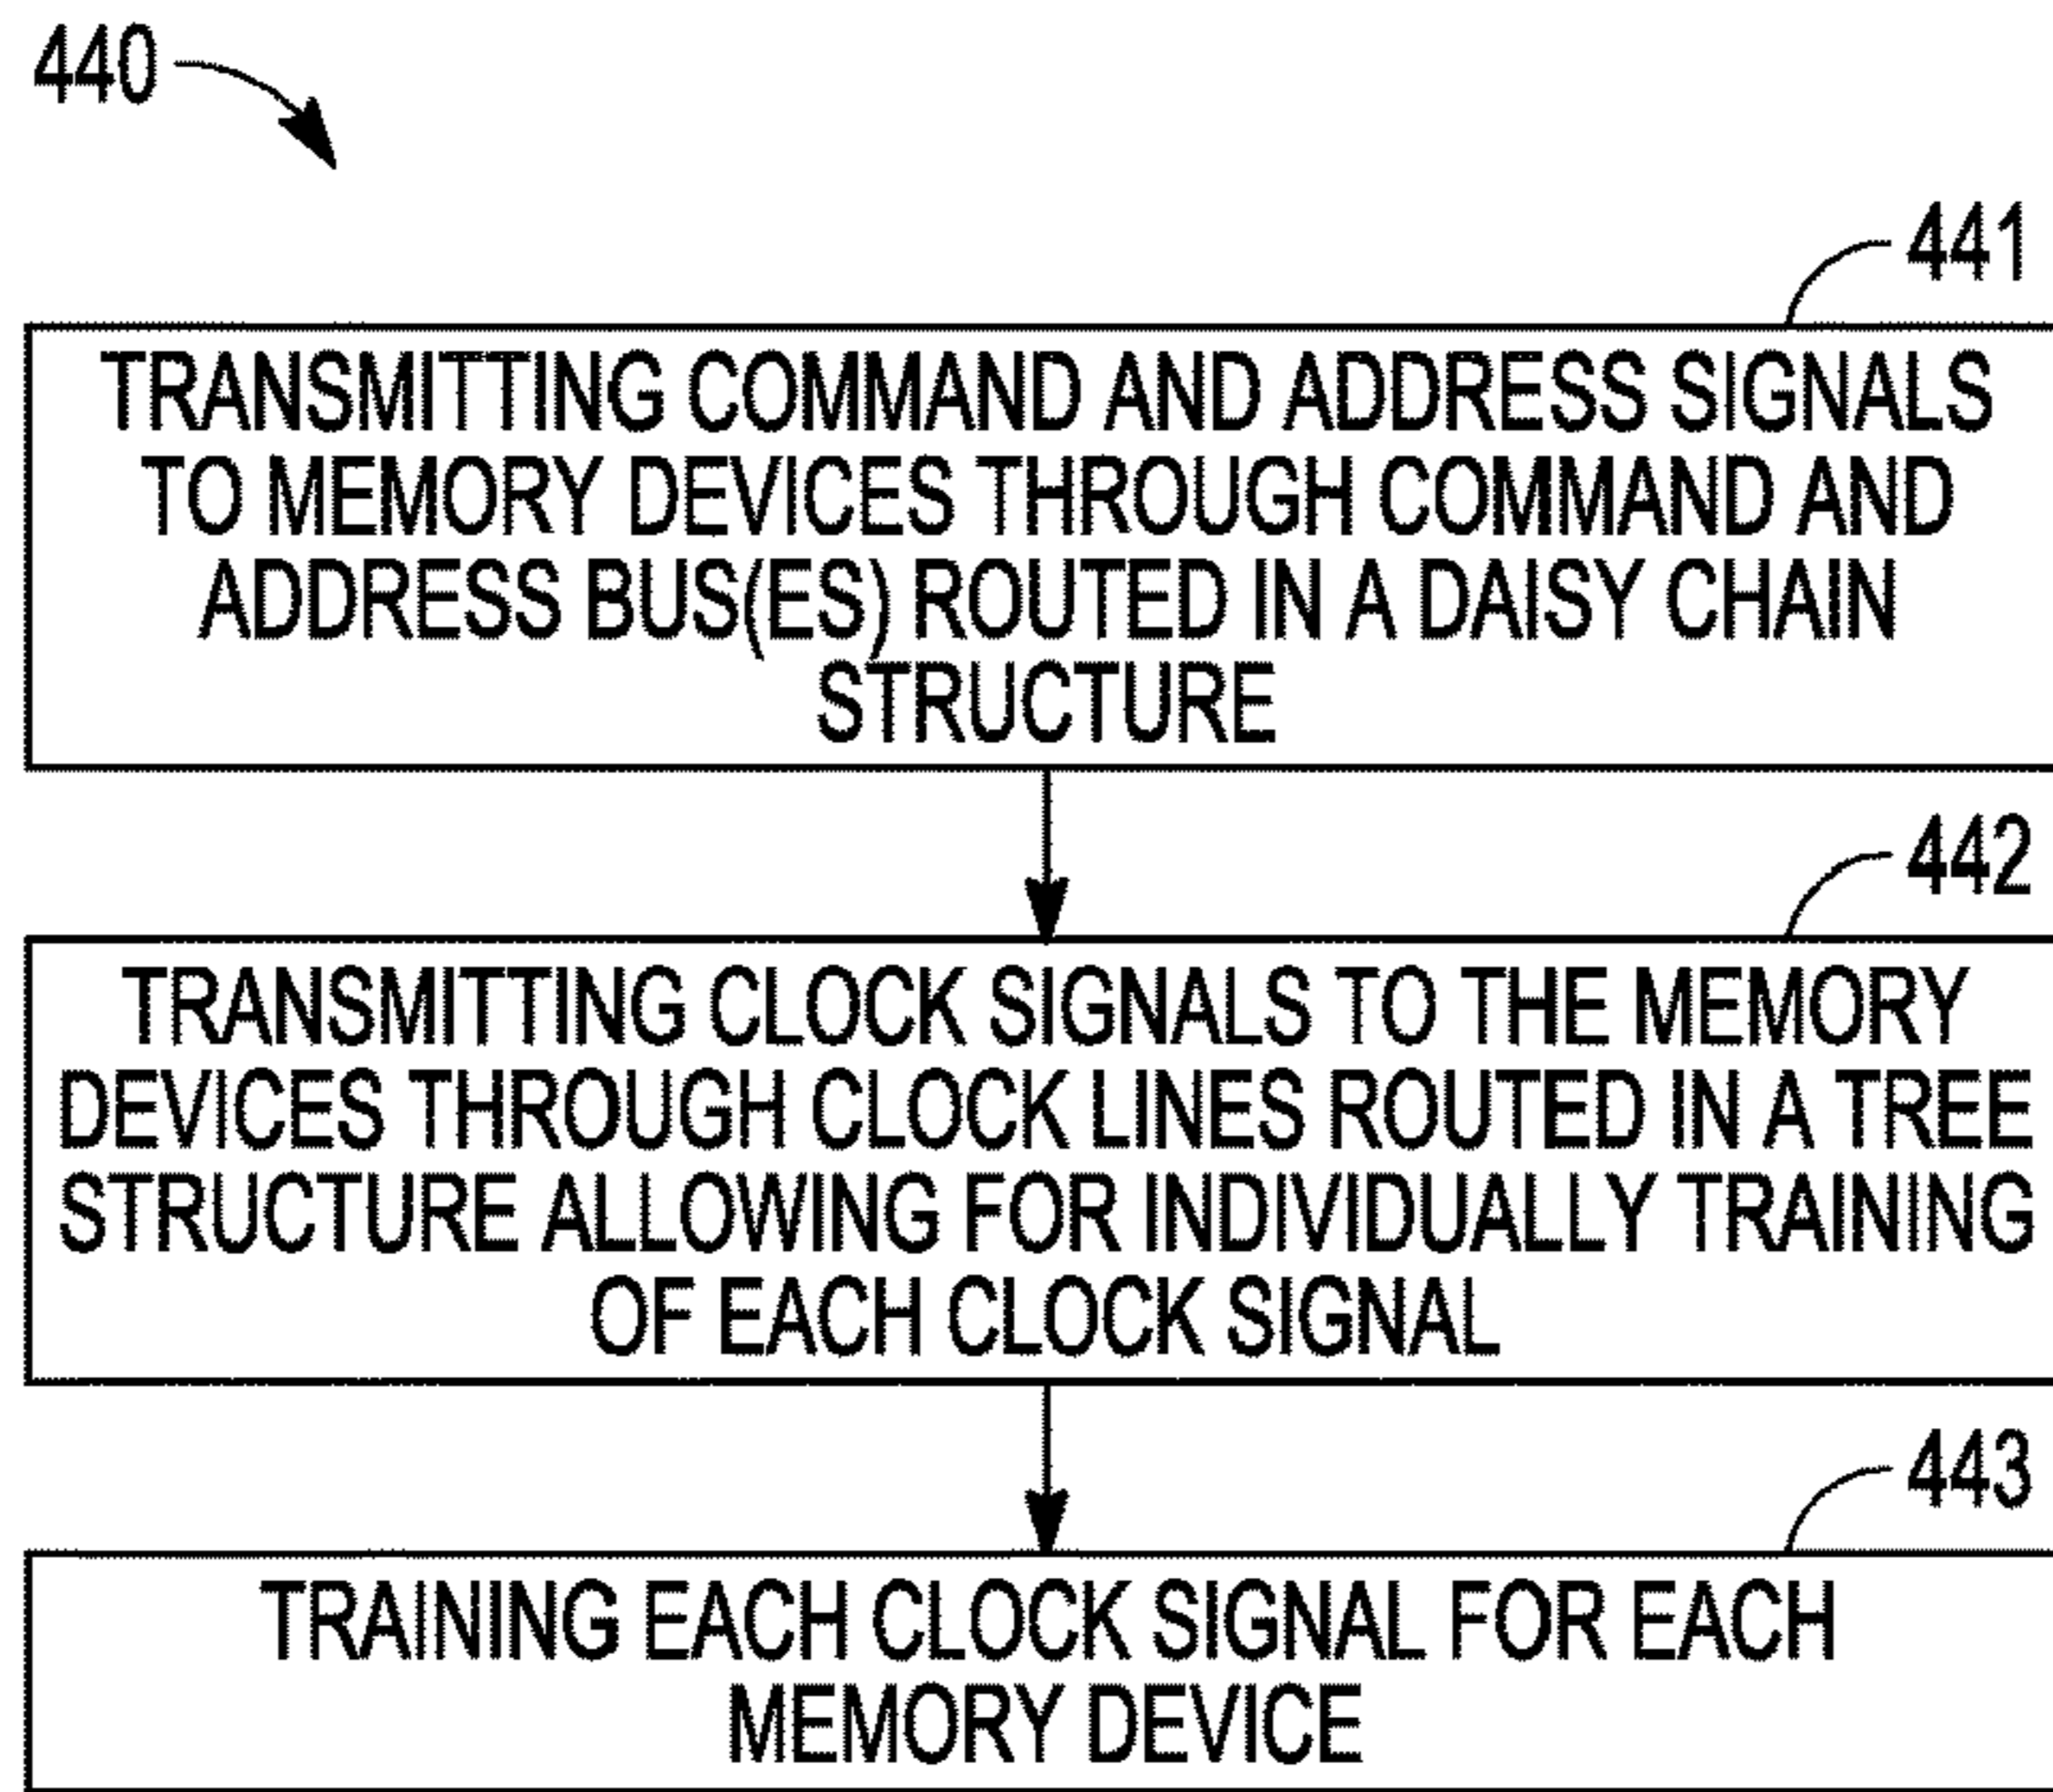 440
441
TRANSMITTING COMMAND AND ADDRESS SIGNALS
TO MEMORY DEVICES THROUGH COMMAND AND
ADDRESS BUS(ES) ROUTED IN A DAISY CHAIN
STRUCTURE
442
TRANSMITTING CLOCK SIGNALS TO THE MEMORY
DEVICES THROUGH CLOCK LINES ROUTED IN A TREE
STRUCTURE ALLOWING FOR INDIVIDUALLY TRAINING
OF EACH CLOCK SIGNAL
443
TRAINING EACH CLOCK SIGNAL FOR EACH
MEMORY DEVICE